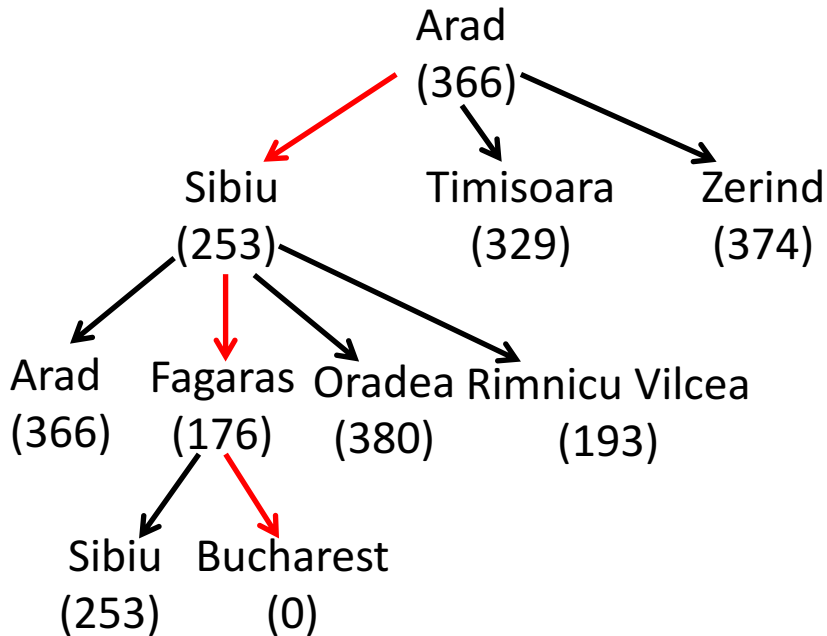 Arad
(366)
Sibiu Timisoara Zerind
(253) (329) (374)
Arad Fagaras Oradea Rimnicu Vilcea
(366) (176) (380) (193)
Sibiu Bucharest
(253) (0)